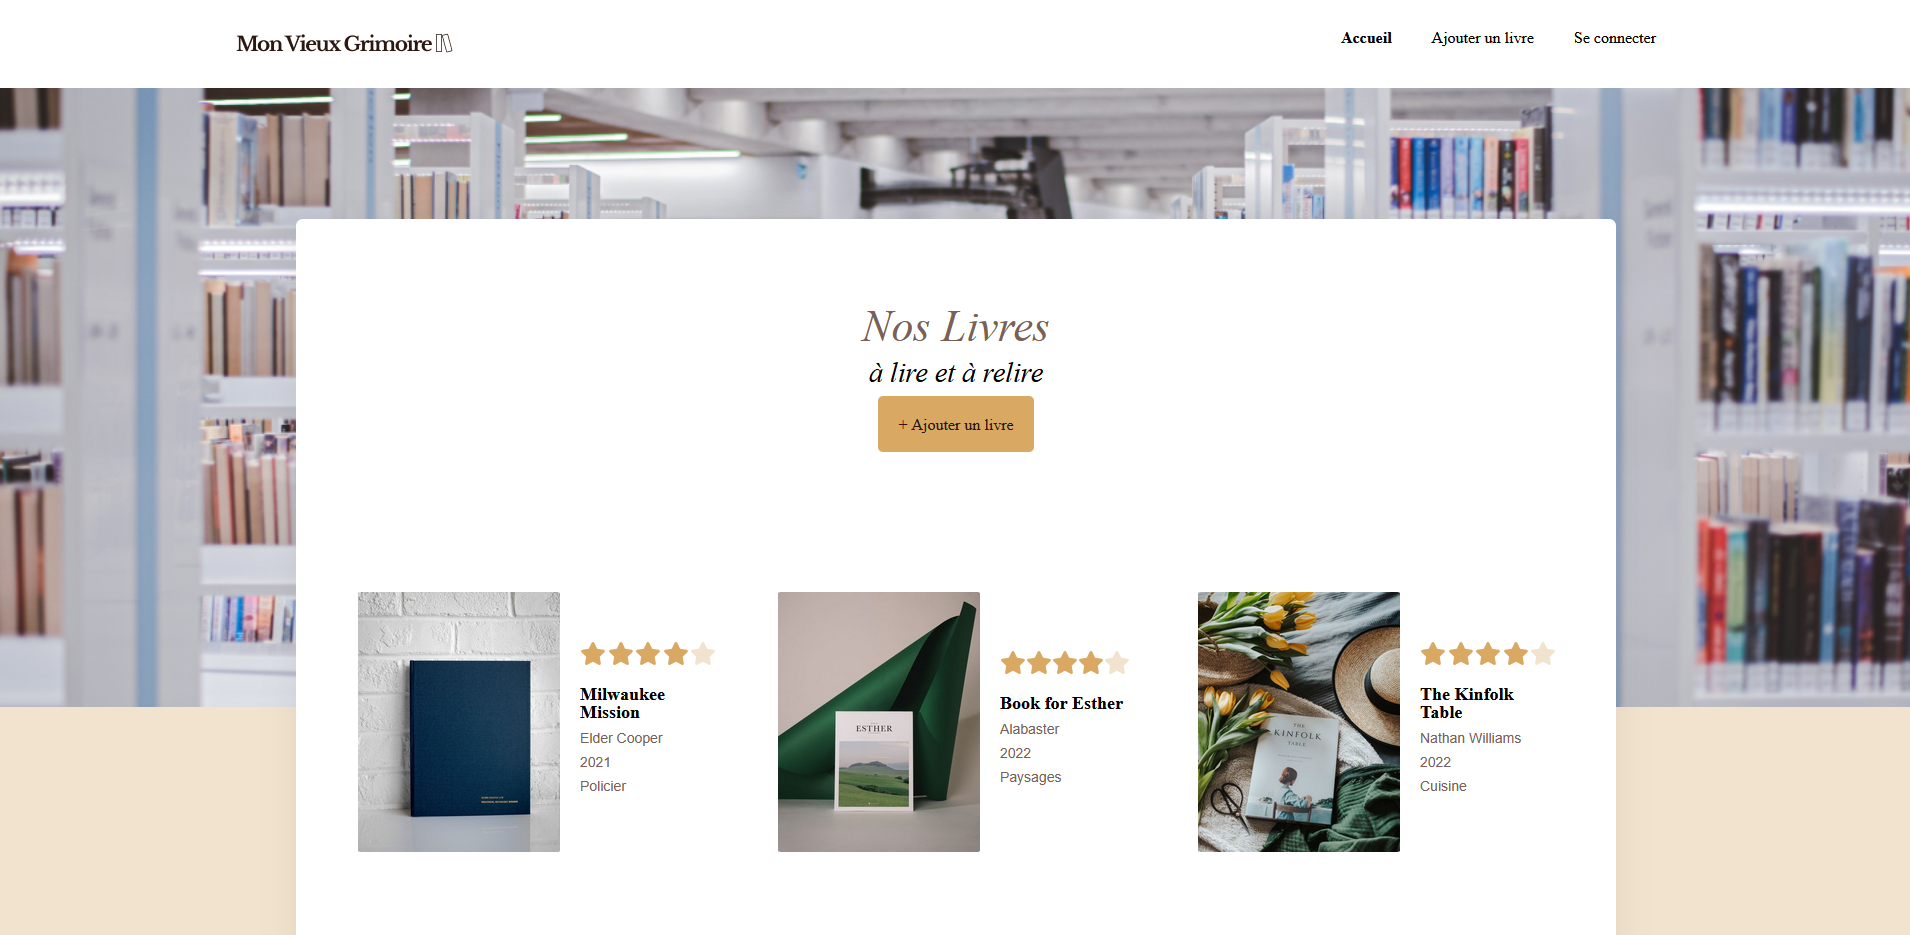 Mon Vieux Grimoire
Accueil
Ajouter un livre
Se connecter
Nos Livres
à lire et à relire
+ Ajouter un livre
Milwaukee
Mission
Elder Cooper
2021
Policier
ESTHER
Book for Esther
Alabaster
2022
Paysages
THE
KINFOLK
TABLE
The Kinfolk
Table
Nathan Williams
2022
Cuisine